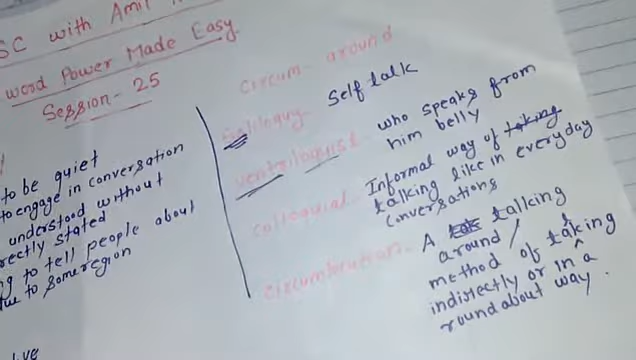 SC with Amit
Word Power Made Easy
Session- 25
to be quiet
to engage in conversation
understood without
rectly stated
g to tell people about
due to some region
ive
circum- around
Soliloquy- Self talk
ventriloquist- who speaks from
him belly
colloquial- Informal way of talking
talking like in everyday
conversations
circumlocution- A talking
around /
method of talking
indirectly or in a
roundabout way.